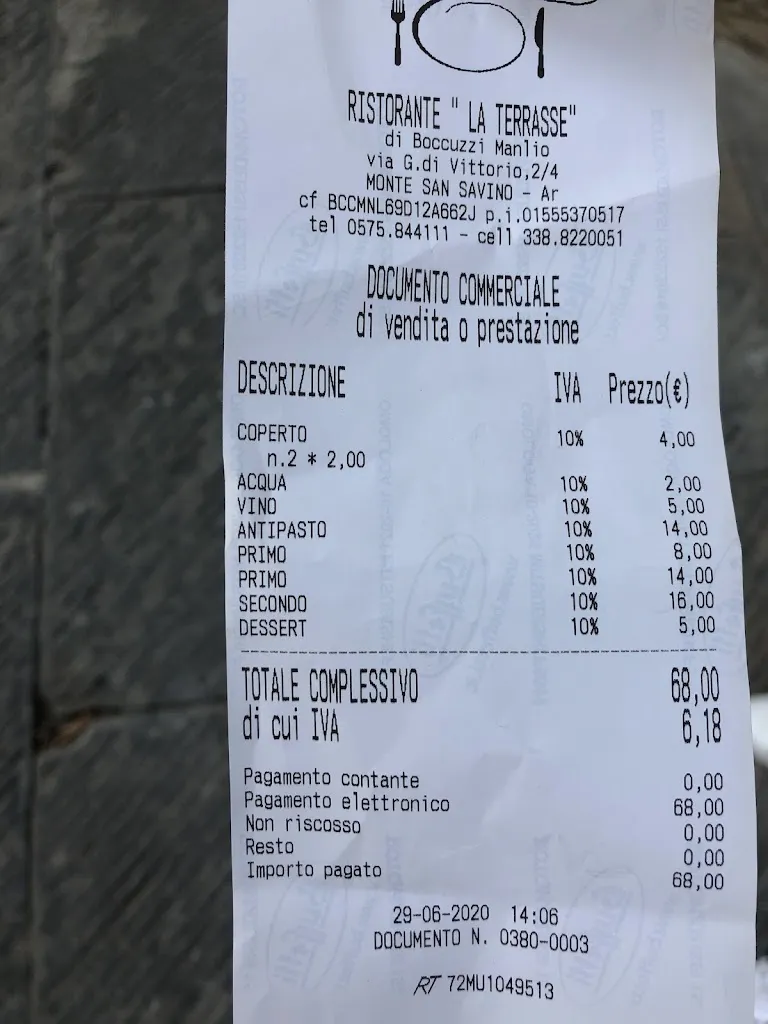 RISTORANTE " LA TERRASSE"
di Boccuzzi Manlio
via G.di Vittorio,2/4
MONTE SAN SAVINO - Ar
cf BCCMNL69D12A662J p.i.01555370517
tel 0575.844111 - cell 338.8220051
DOCUMENTO COMMERCIALE
di vendita o prestazione
DESCRIZIONE IVA Prezzo(€)
COPERTO 10% 4,00
n.2 * 2,00
ACQUA 10% 2,00
VINO 10% 5,00
ANTIPASTO 10% 14,00
PRIMO 10% 8,00
PRIMO 10% 14,00
SECONDO 10% 16,00
DESSERT 10% 5,00
TOTALE COMPLESSIVO 68,00
di cui IVA 6,18
Pagamento contante 0,00
Pagamento elettronico 68,00
Non riscosso 0,00
Resto 0,00
Importo pagato 68,00
29-06-2020 14:06
DOCUMENTO N. 0380-0003
RT 72MU1049513